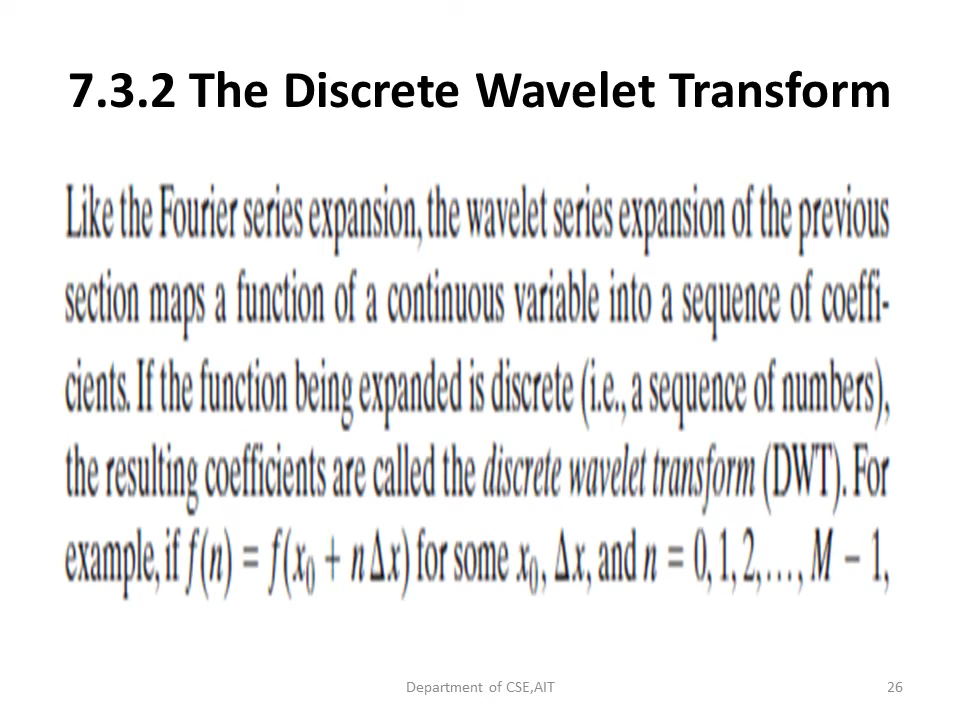 7.3.2 The Discrete Wavelet Transform
Like the Fourier series expansion, the wavelet series expansion of the previous
section maps a function of a continuous variable into a sequence of coeffi-
cients. If the function being expanded is discrete (i.e., a sequence of numbers),
the resulting coefficients are called the discrete wavelet transform (DWT). For
example, if f(n) = f(x₀ + n Δx) for some x₀, Δx, and n = 0, 1, 2, …, M − 1,
Department of CSE,AIT
26